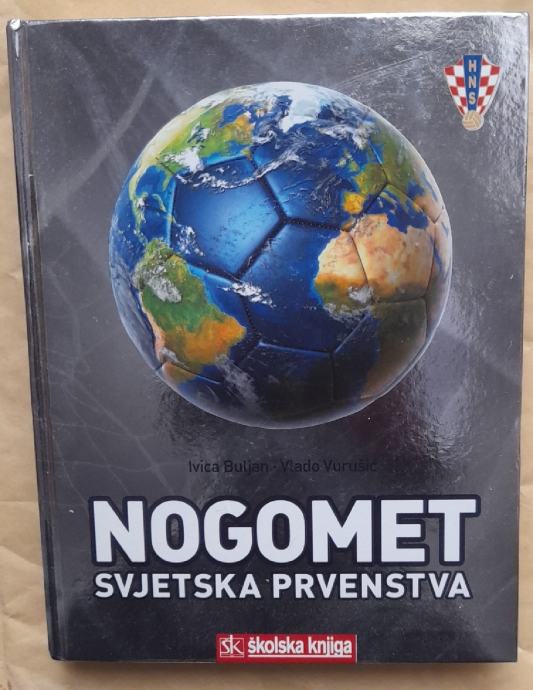 HNS
Ivica Buljan · Vlado Vurušić
NOGOMET
SVJETSKA PRVENSTVA
ŠK školska knjiga